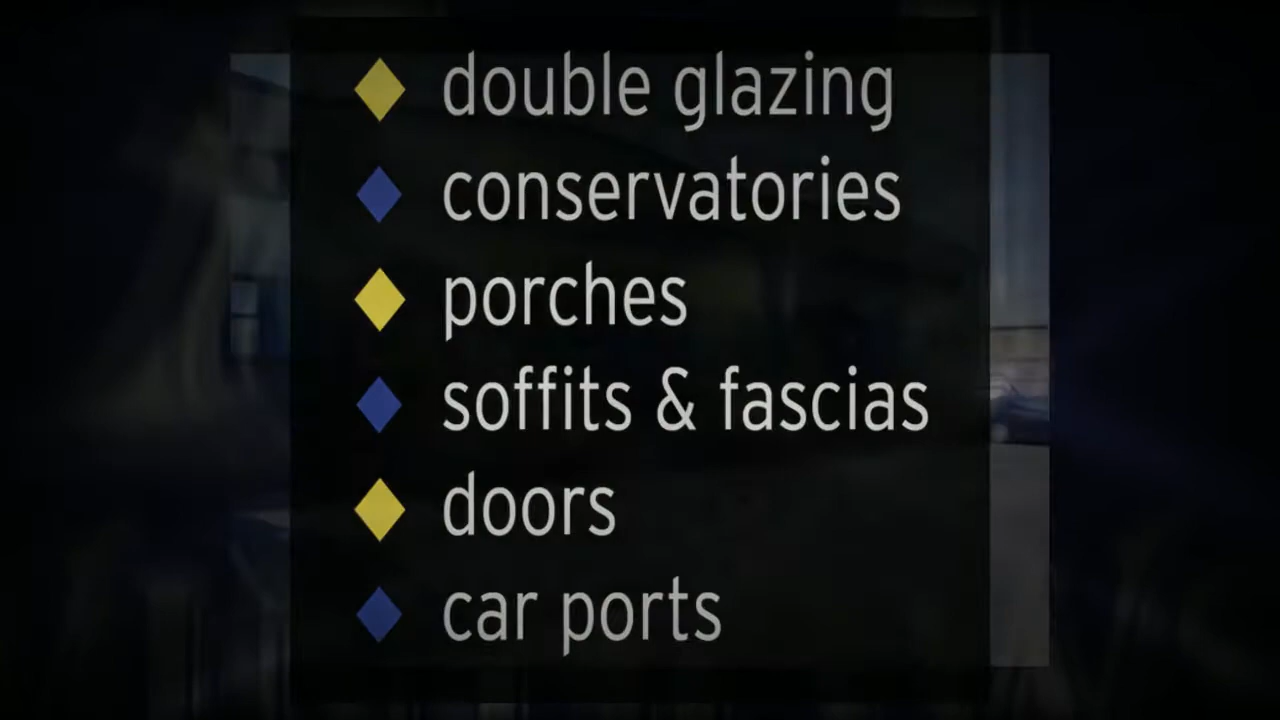 double glazing
conservatories
porches
soffits & fascias
doors
car ports